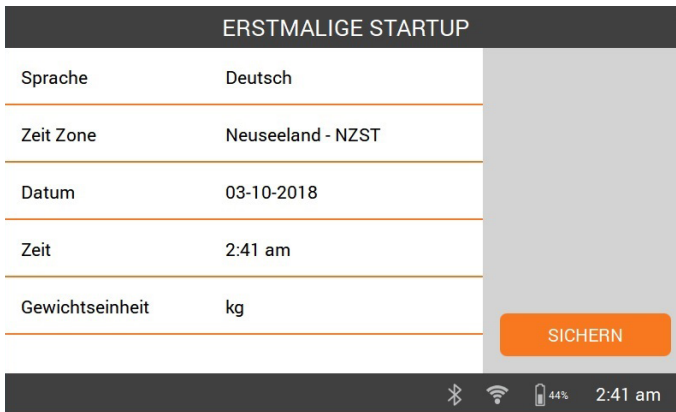 ERSTMALIGE STARTUP
Sprache Deutsch
Zeit Zone Neuseeland - NZST
Datum 03-10-2018
Zeit 2:41 am
Gewichtseinheit kg
SICHERN
44% 2:41 am